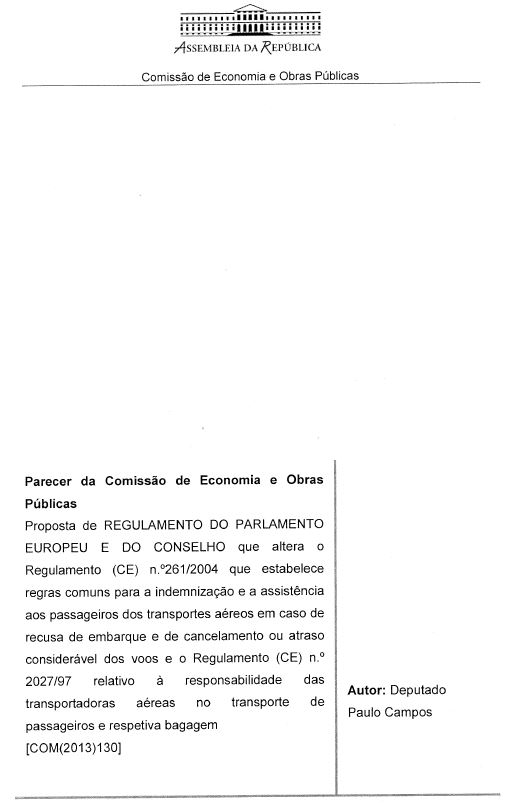 ASSEMBLEIA DA REPÚBLICA
Comissão de Economia e Obras Públicas
Parecer da Comissão de Economia e Obras
Públicas
Proposta de REGULAMENTO DO PARLAMENTO
EUROPEU E DO CONSELHO que altera o
Regulamento (CE) n.º261/2004 que estabelece
regras comuns para a indemnização e a assistência
aos passageiros dos transportes aéreos em caso de
recusa de embarque e de cancelamento ou atraso
considerável dos voos e o Regulamento (CE) n.º
2027/97 relativo à responsabilidade das
transportadoras aéreas no transporte de
passageiros e respetiva bagagem
[COM(2013)130]
Autor: Deputado
Paulo Campos